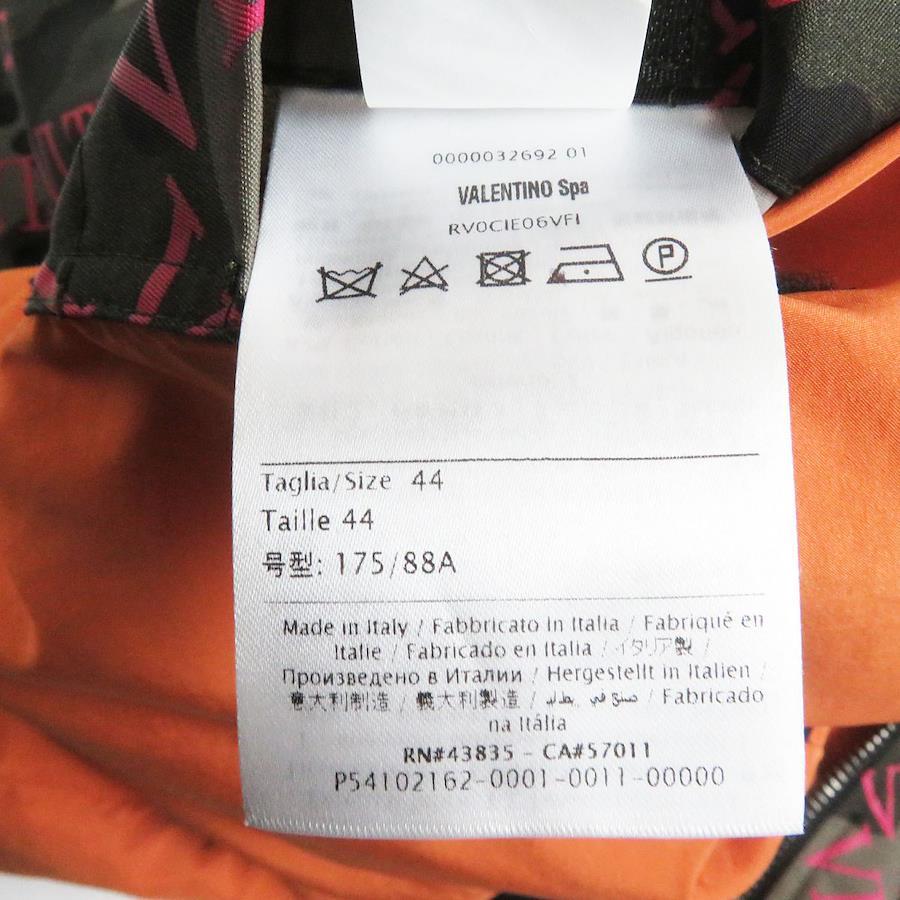 0000032692 01
VALENTINO Spa
RV0CIE06VFI
P
Taglia/Size 44
Taille 44
号型: 175/88A
Made in Italy / Fabbricato in Italia / Fabriqué en
Italie / Fabricado en Italia / イタリア製 /
Произведено в Италии / Hergestellt in Italien /
意大利制造 / 義大利製造 / صنع في إيطاليا / Fabricado
na Itália
RN#43835 - CA#57011
P54102162-0001-0011-00000